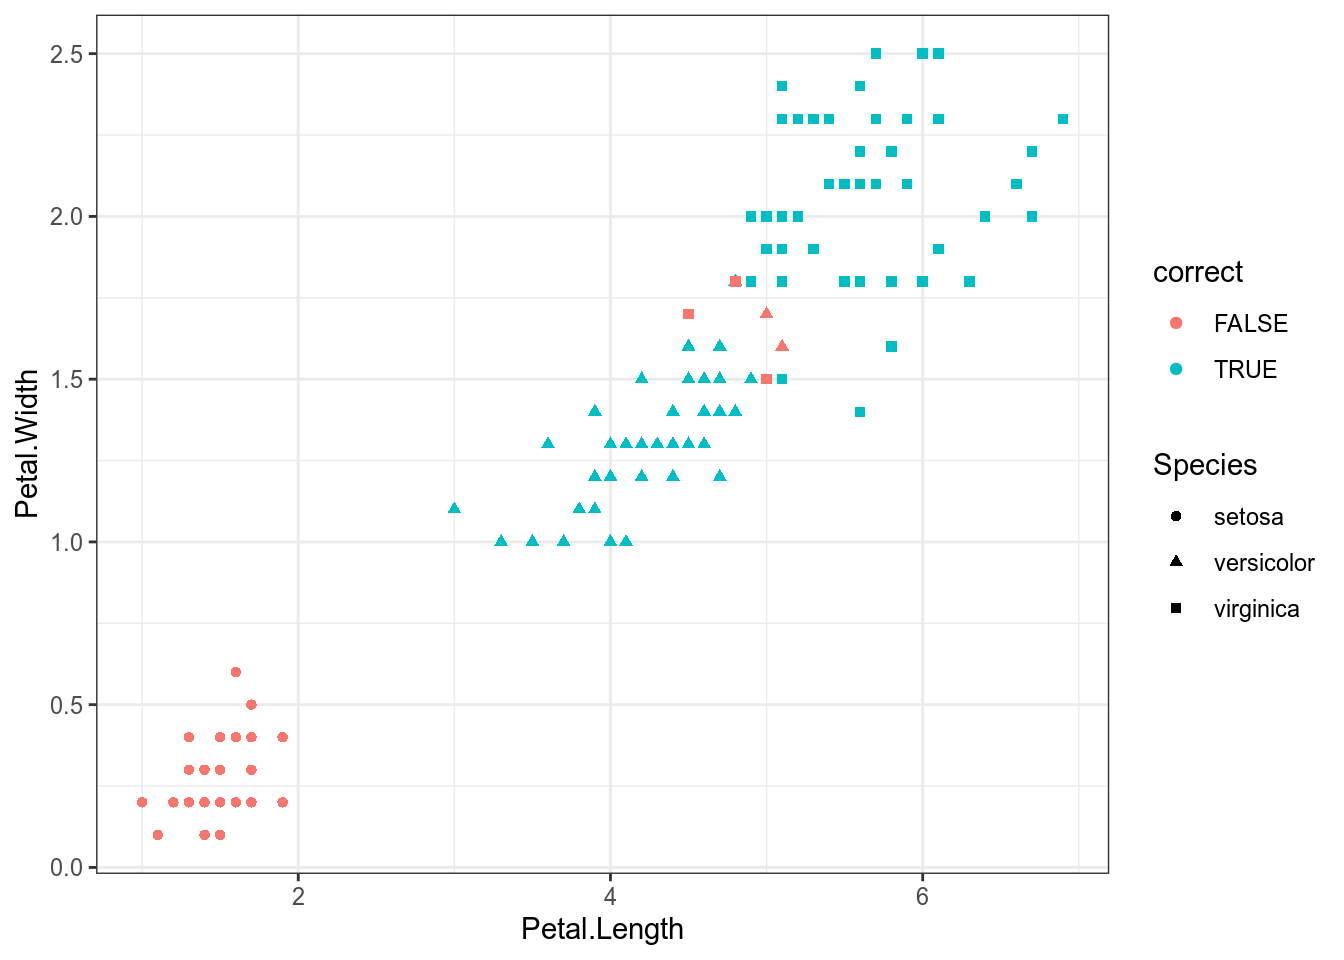 2.5
2.0
1.5
1.0
0.5
0.0
Petal.Width
2 4 6
Petal.Length
correct
FALSE
TRUE
Species
setosa
versicolor
virginica